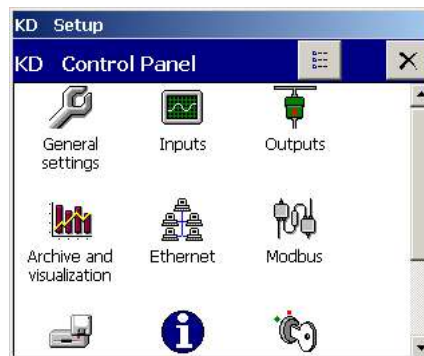 KD Setup
KD Control Panel
General
settings
Inputs
Outputs
Archive and
visualization
Ethernet
Modbus